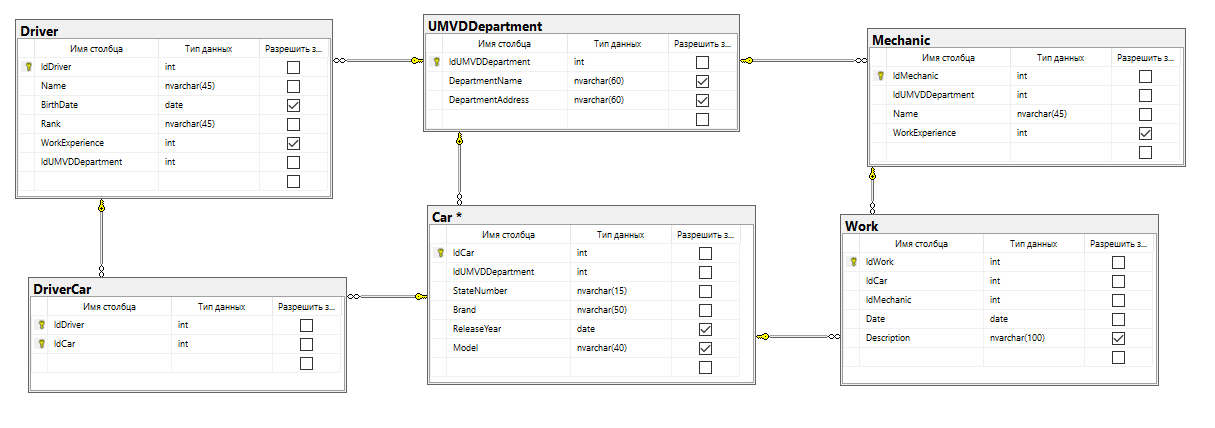 Driver
Имя столбца Тип данных Разрешить з...
IdDriver int
Name nvarchar(45)
BirthDate date
Rank nvarchar(45)
WorkExperience int
IdUMVDDepartment int
UMVDDepartment
Имя столбца Тип данных Разрешить з...
IdUMVDDepartment int
DepartmentName nvarchar(60)
DepartmentAddress nvarchar(60)
Mechanic
Имя столбца Тип данных Разрешить з...
IdMechanic int
IdUMVDDepartment int
Name nvarchar(45)
WorkExperience int
DriverCar
Имя столбца Тип данных Разрешить з...
IdDriver int
IdCar int
Car *
Имя столбца Тип данных Разрешить з...
IdCar int
IdUMVDDepartment int
StateNumber nvarchar(15)
Brand nvarchar(50)
ReleaseYear date
Model nvarchar(40)
Work
Имя столбца Тип данных Разрешить з...
IdWork int
IdCar int
IdMechanic int
Date date
Description nvarchar(100)